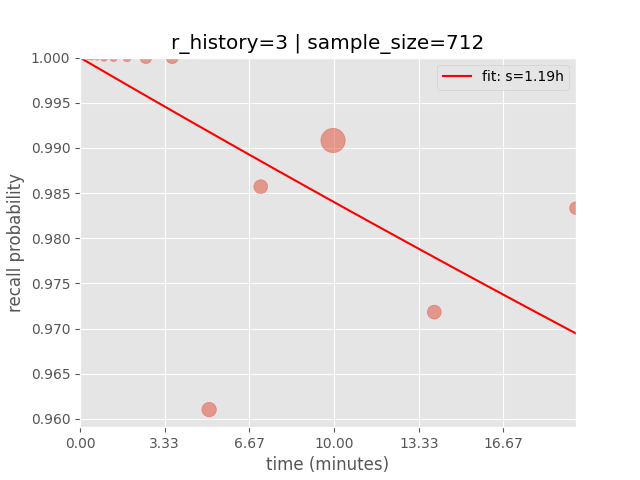 r_history=3 | sample_size=712
fit: s=1.19h
recall probability
1.000
0.995
0.990
0.985
0.980
0.975
0.970
0.965
0.960
0.00 3.33 6.67 10.00 13.33 16.67
time (minutes)